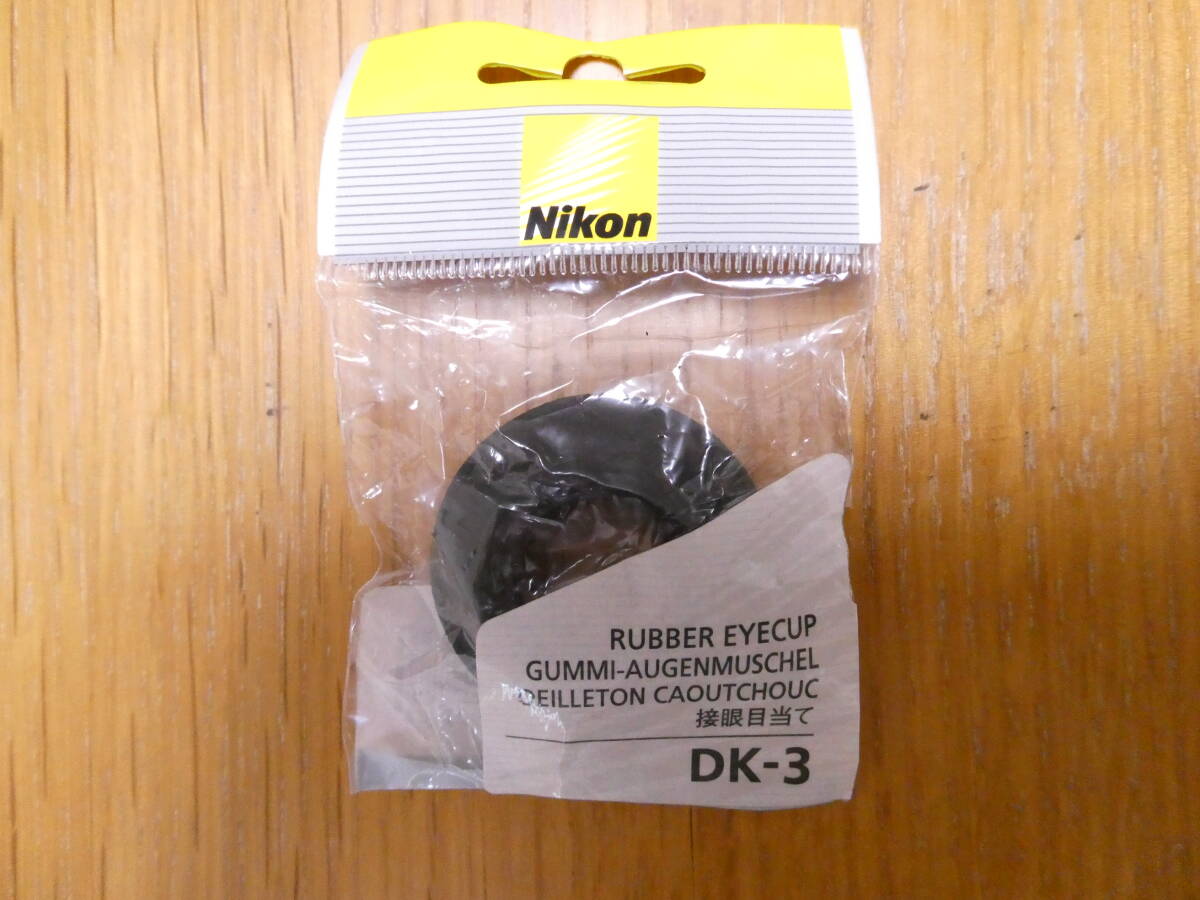 Nikon
RUBBER EYECUP
GUMMI-AUGENMUSCHEL
OEILLETON CAOUTCHOUC
接眼目当て
DK-3